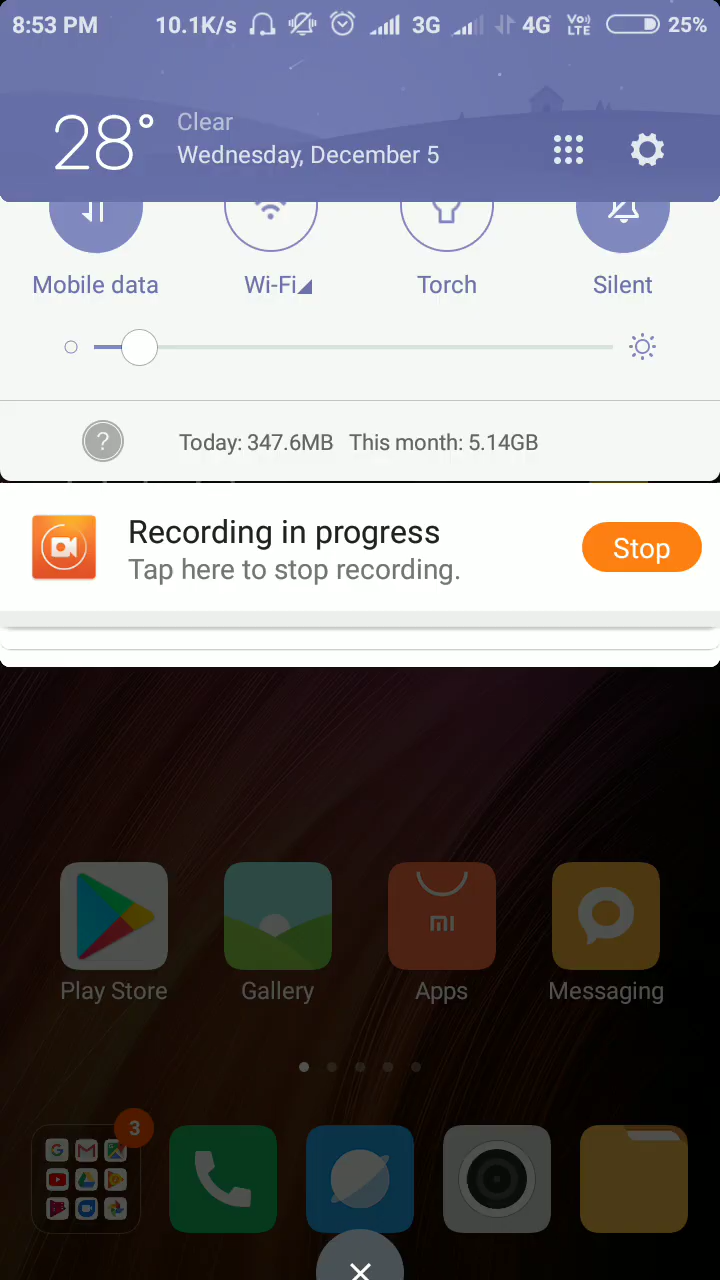 8:53 PM 10.1K/s 3G 4G Vo)) LTE 25%
28°
Clear
Wednesday, December 5
Mobile data Wi-Fi Torch Silent
? Today: 347.6MB This month: 5.14GB
Recording in progress
Tap here to stop recording.
Stop
mi
Play Store Gallery Apps Messaging
3